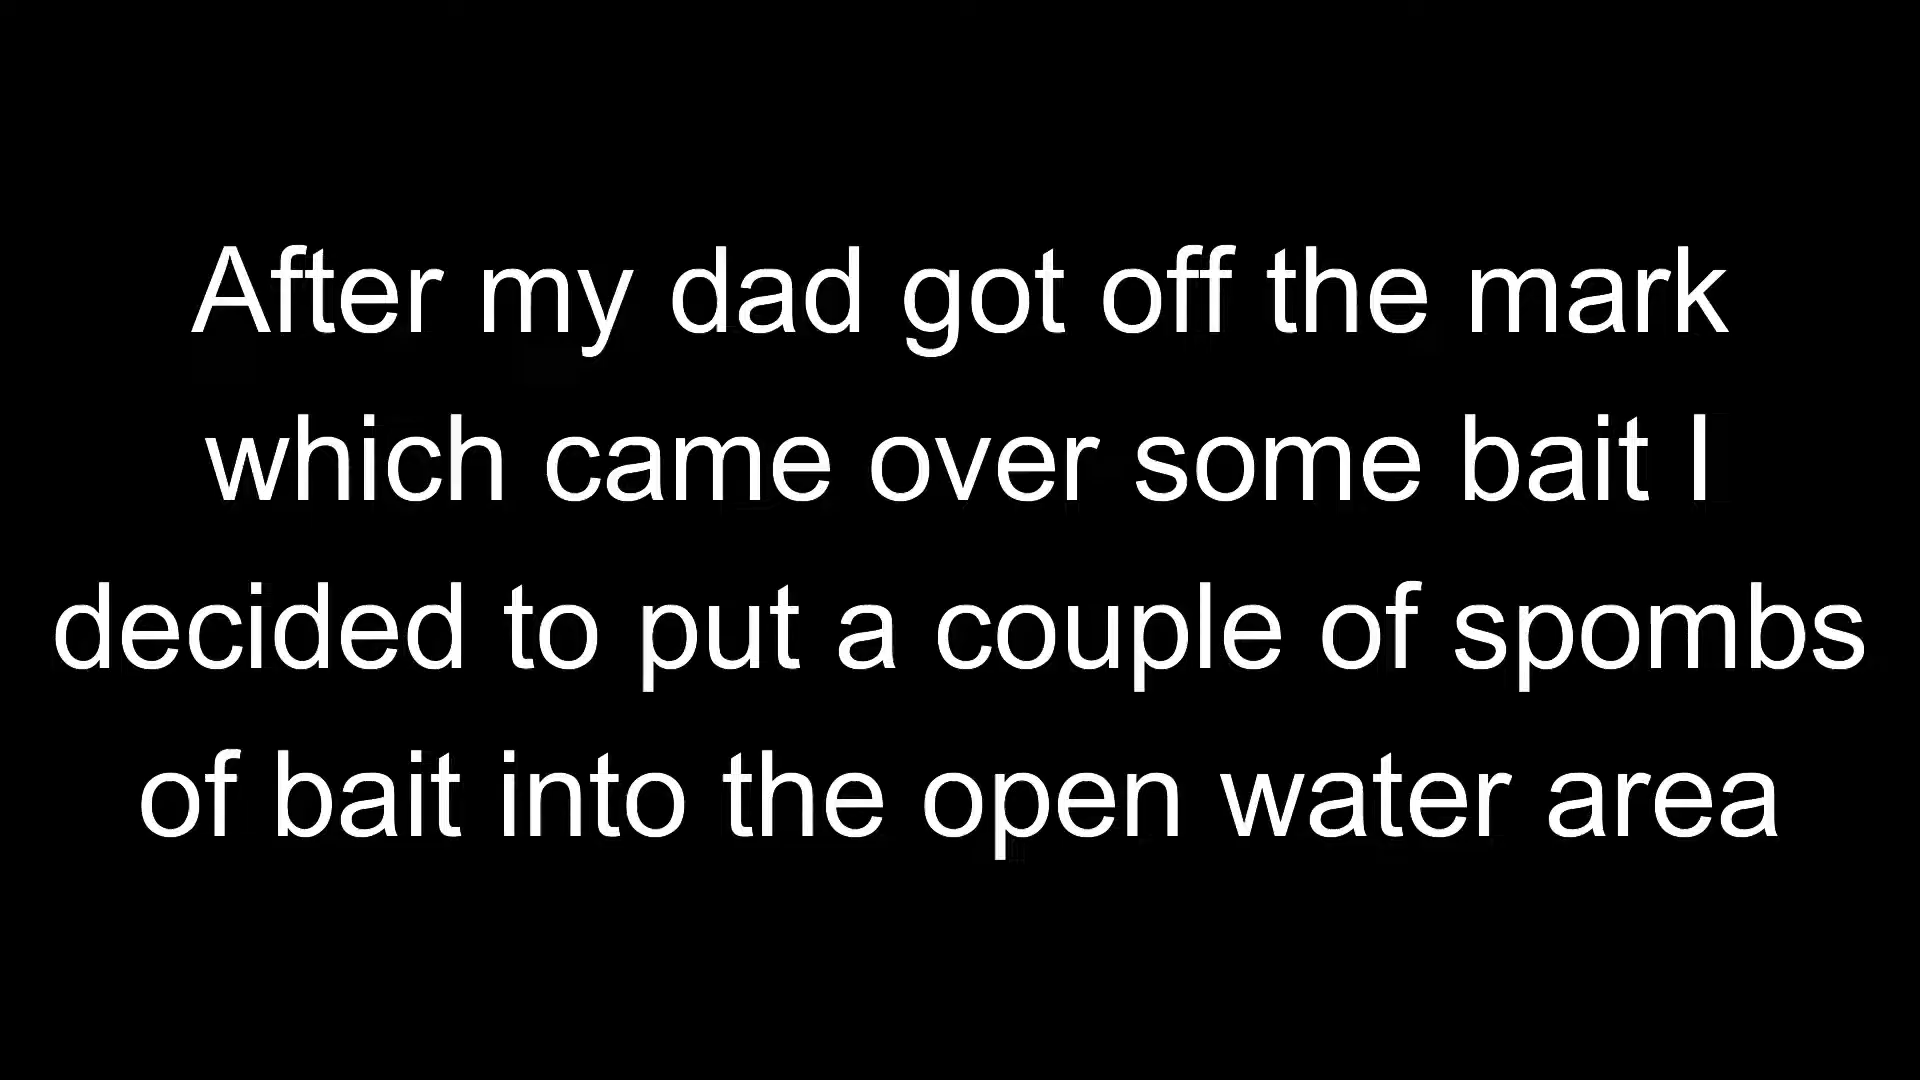 After my dad got off the mark
which came over some bait I
decided to put a couple of spombs
of bait into the open water area